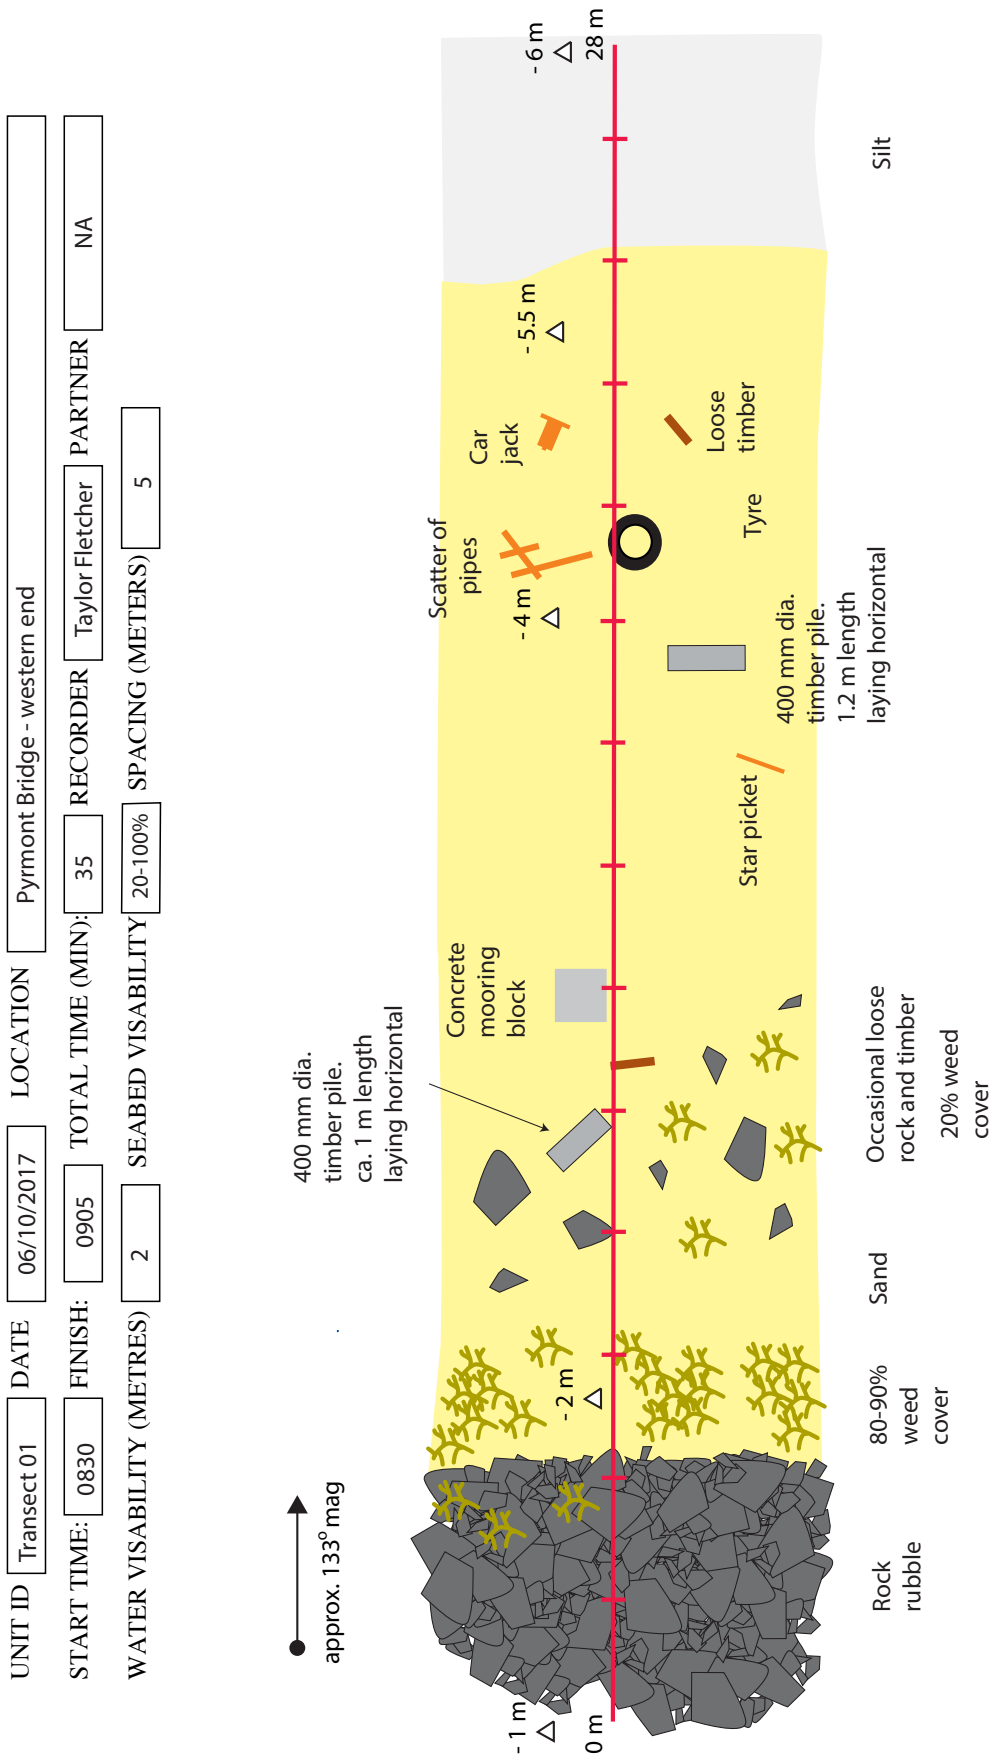 UNIT ID Transect 01 DATE 06/10/2017 LOCATION Pyrmont Bridge - western end
START TIME: 0830 FINISH: 0905 TOTAL TIME (MIN): 35 RECORDER Taylor Fletcher PARTNER NA
WATER VISABILITY (METRES) 2 SEABED VISABILITY 20-100% SPACING (METERS) 5
approx. 133° mag
400 mm dia.
timber pile.
ca. 1 m length
laying horizontal
Concrete
mooring
block
Scatter of
pipes
Car
jack
- 1 m
- 2 m
- 4 m
- 5.5 m
- 6 m
0 m
28 m
Star picket
400 mm dia.
timber pile.
1.2 m length
laying horizontal
Tyre
Loose
timber
Rock
rubble
80-90%
weed
cover
Sand
Occasional loose
rock and timber
20% weed
cover
Silt